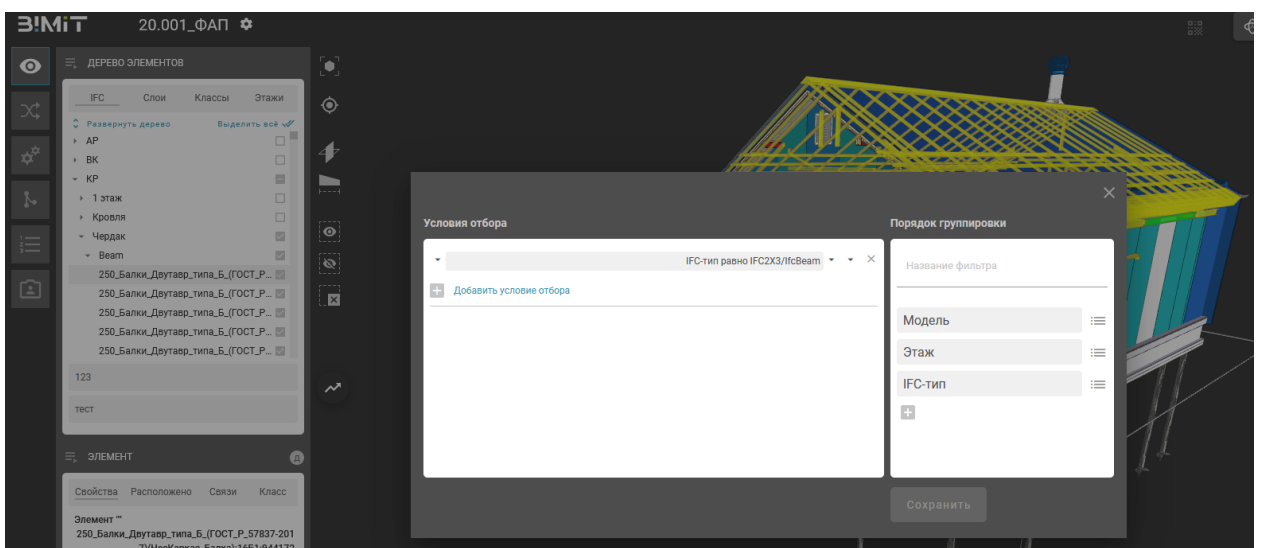 B!MiT
20.001_ФАП
ДЕРЕВО ЭЛЕМЕНТОВ
IFC Слои Классы Этажи
Развернуть дерево Выделить всё
АР
ВК
КР
1 этаж
Кровля
Чердак
Beam
250_Балки_Двутавр_типа_Б_(ГОСТ_Р...
250_Балки_Двутавр_типа_Б_(ГОСТ_Р...
250_Балки_Двутавр_типа_Б_(ГОСТ_Р...
250_Балки_Двутавр_типа_Б_(ГОСТ_Р...
250_Балки_Двутавр_типа_Б_(ГОСТ_Р...
123
тест
ЭЛЕМЕНТ Д
Свойства Расположено Связи Класс
Элемент ""
250_Балки_Двутавр_типа_Б_(ГОСТ_Р_57837-201
Условия отбора
IFC-тип равно IFC2X3/IfcBeam
Добавить условие отбора
Порядок группировки
Название фильтра
Модель
Этаж
IFC-тип
Сохранить